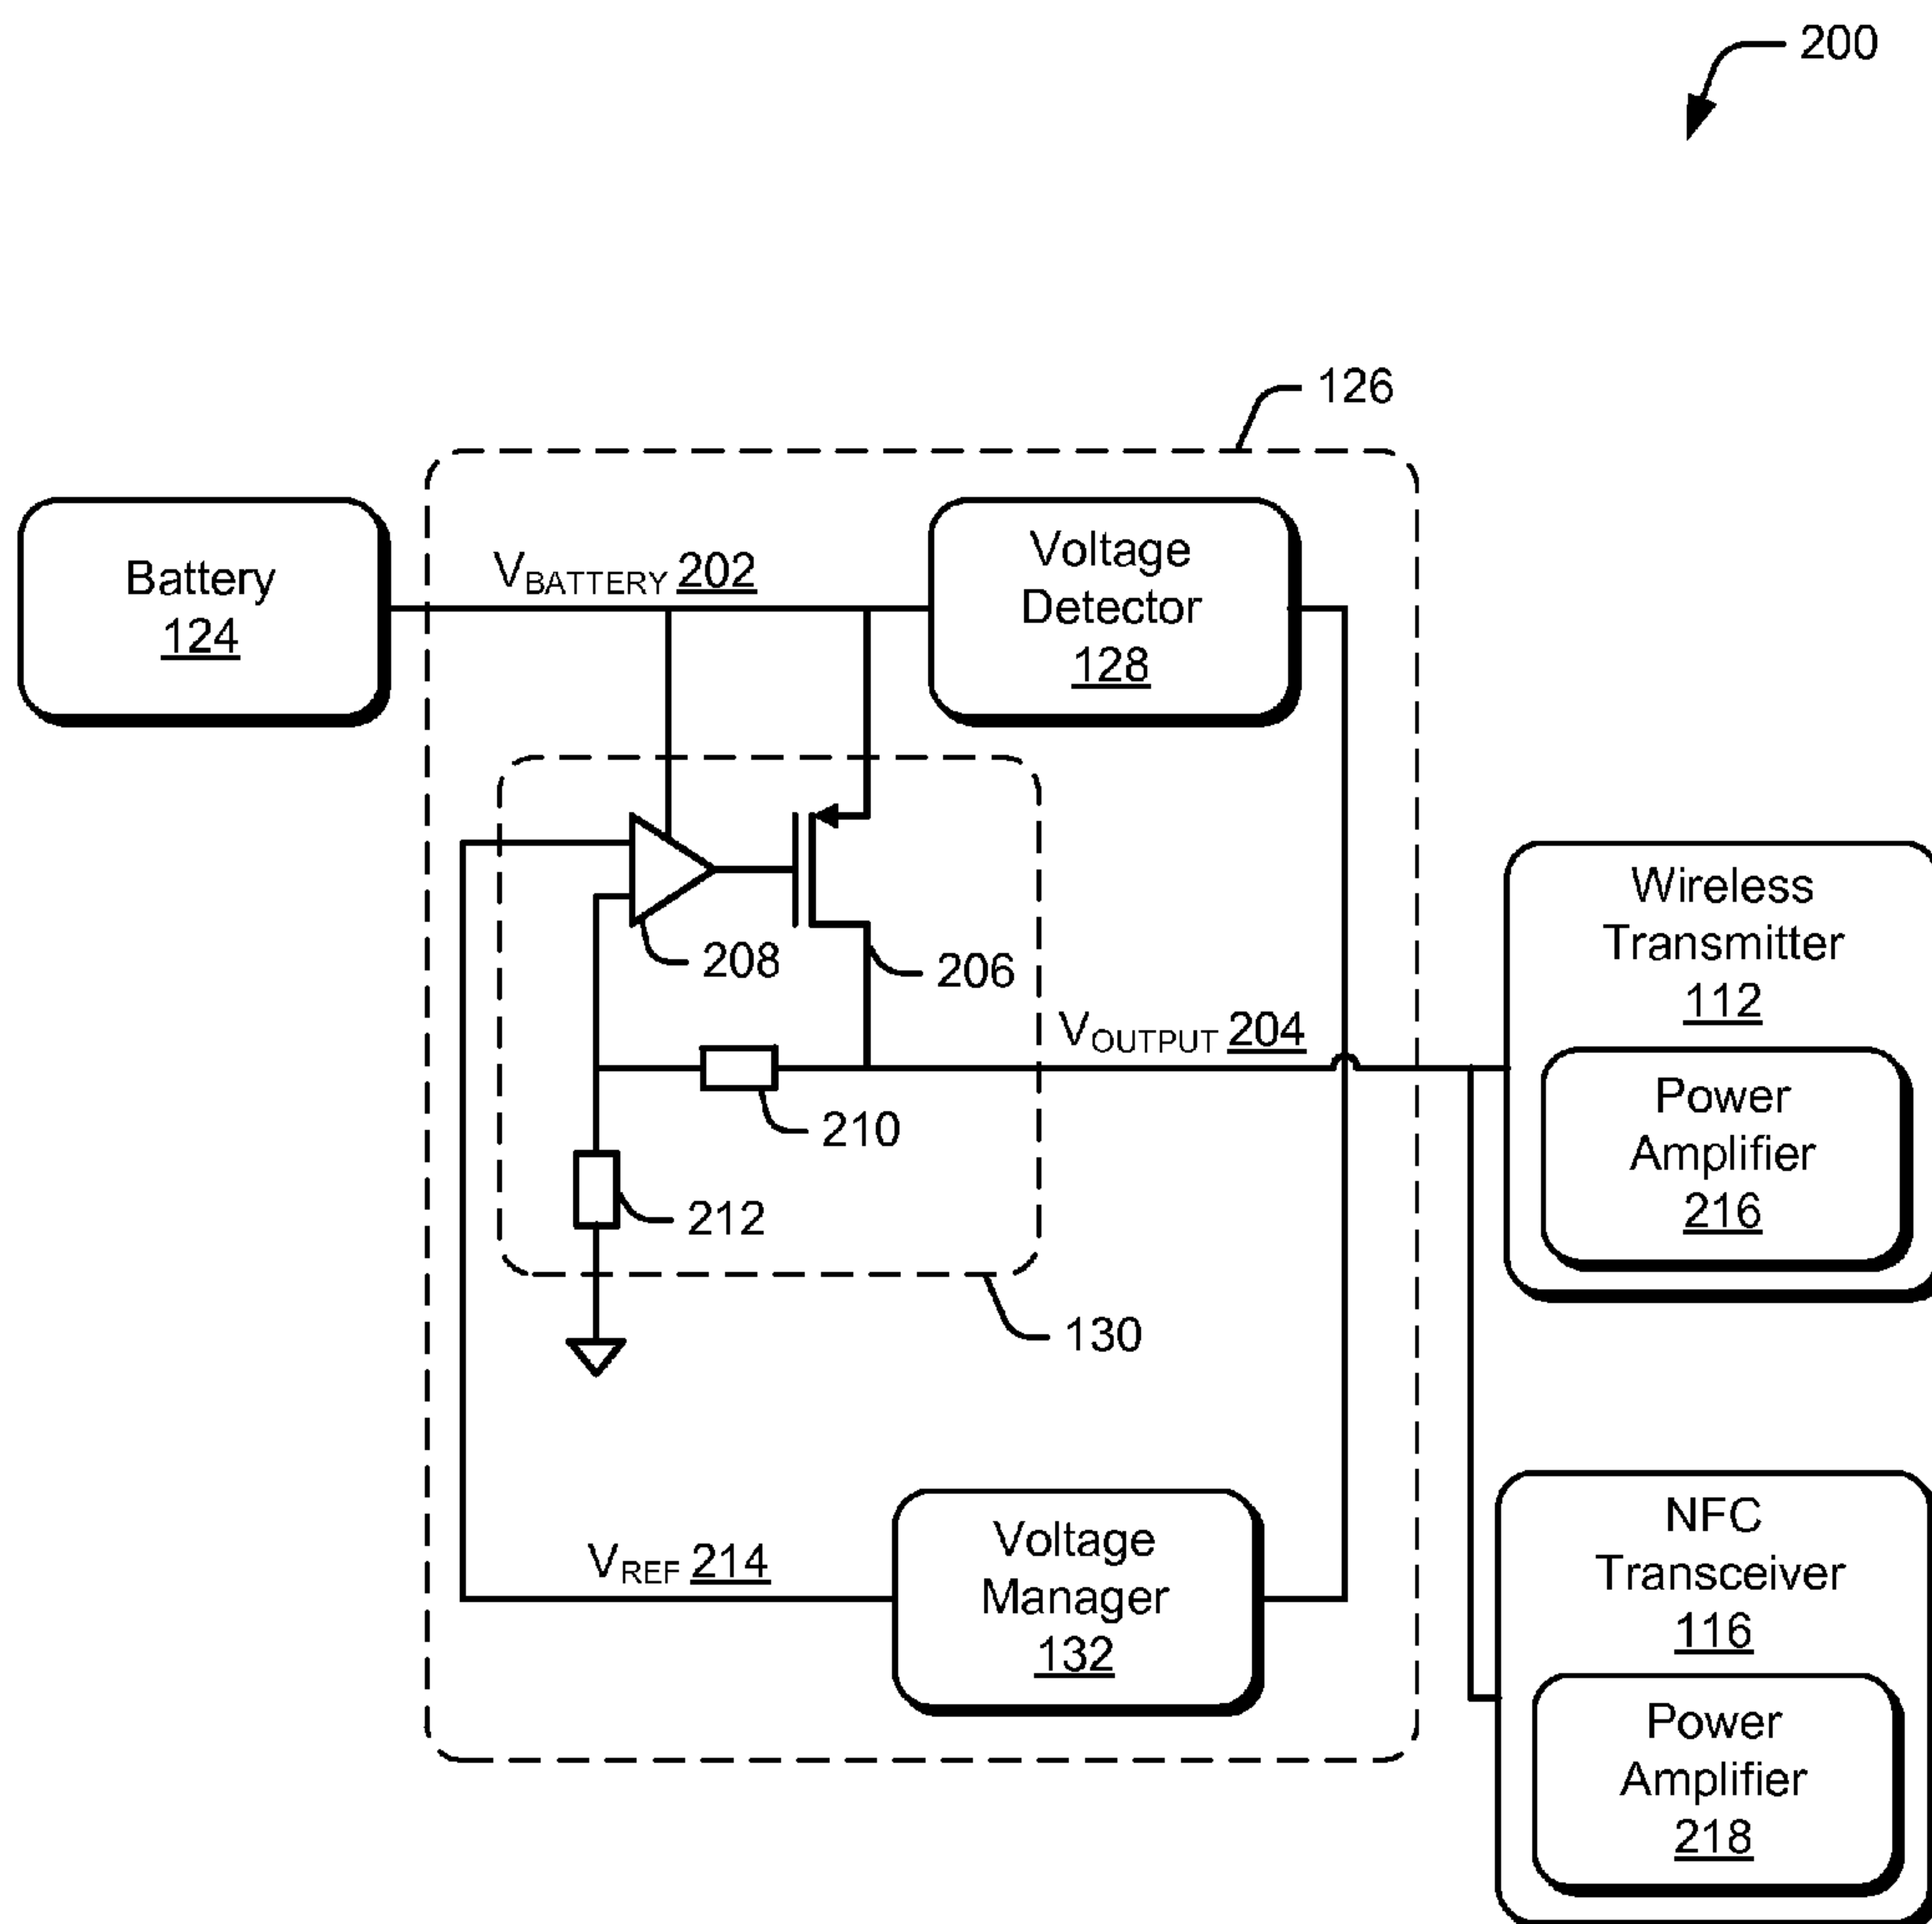 200
126
Battery
124
VBATTERY 202
Voltage
Detector
128
208
206
VOUTPUT 204
210
212
130
Wireless
Transmitter
112
Power
Amplifier
216
VREF 214
Voltage
Manager
132
NFC
Transceiver
116
Power
Amplifier
218